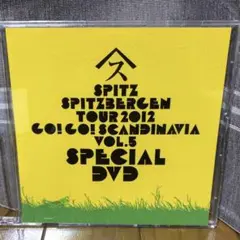 ス
SPITZ
SPITZBERGEN
TOUR 2012
GO! GO! SCANDINAVIA
VOL.5
SPECIAL
DVD